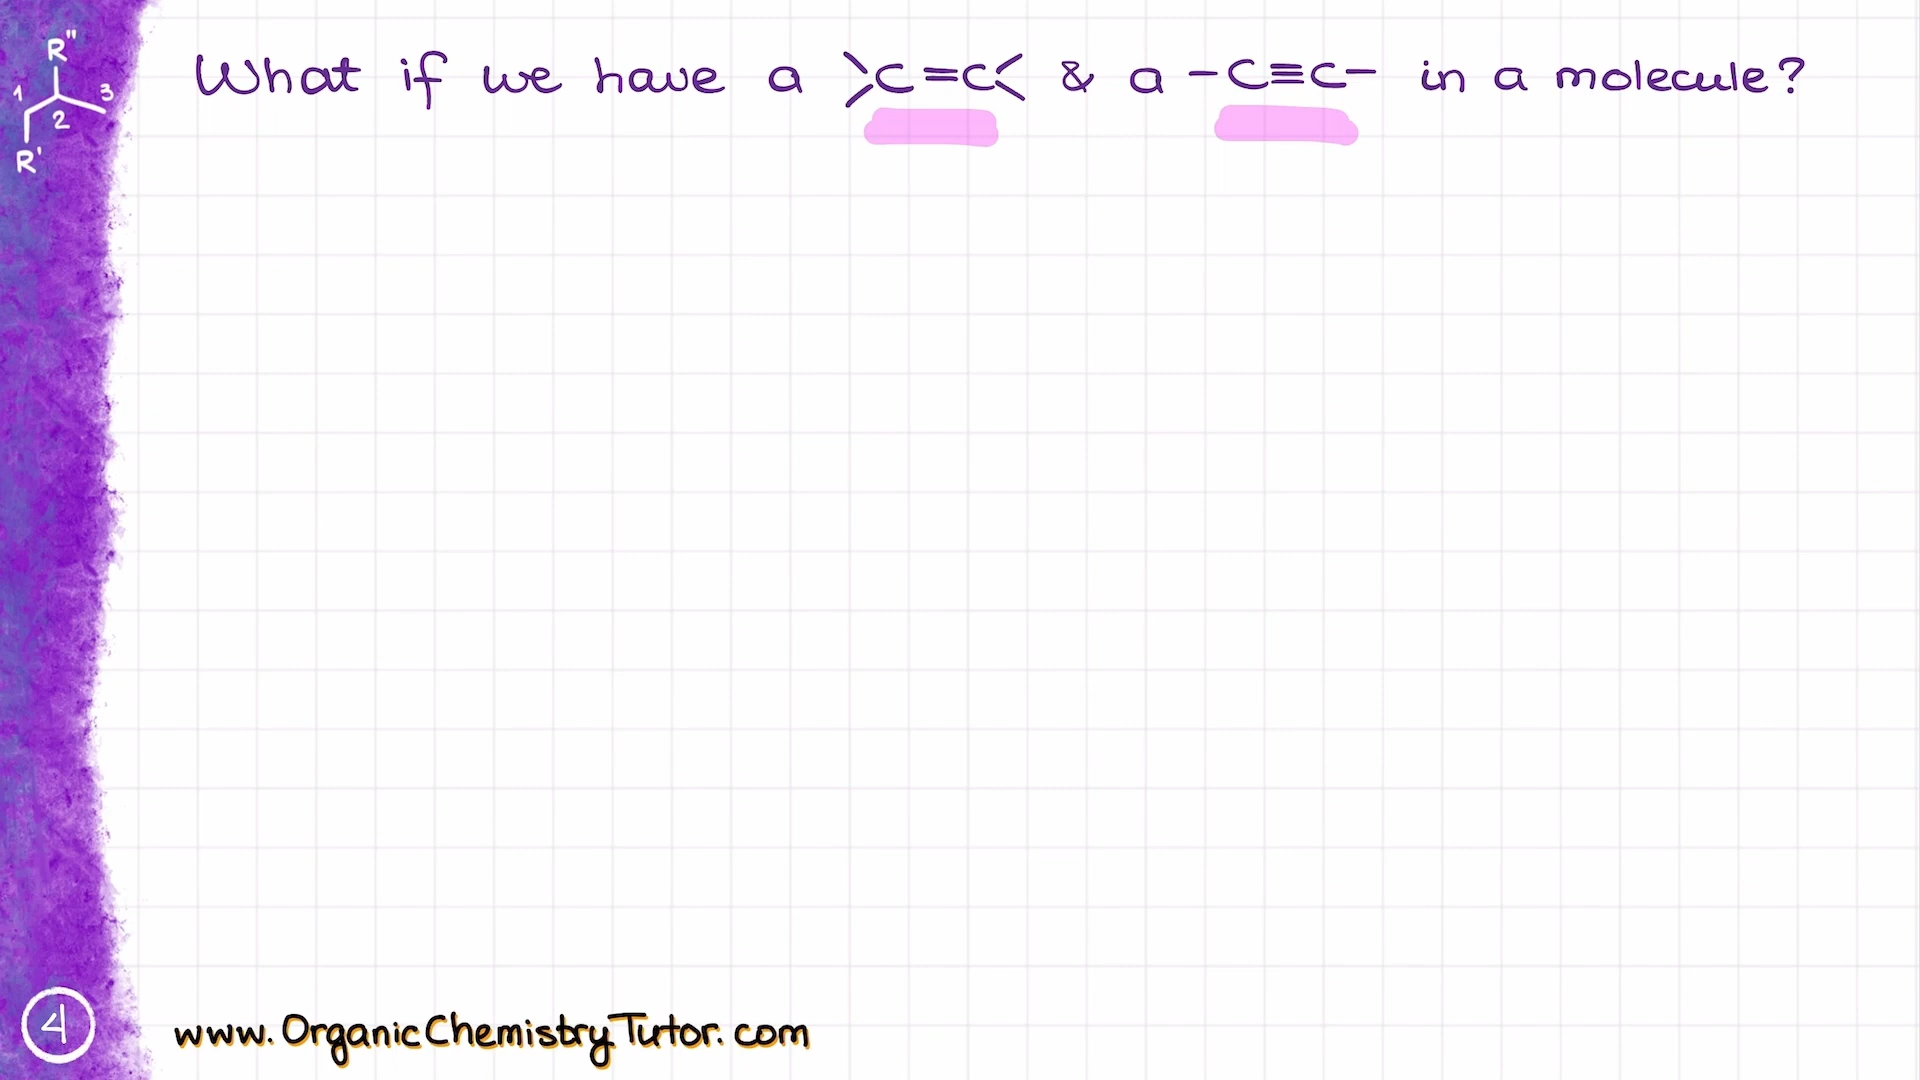 What if we have a >C=C< & a -C≡C- in a molecule?
R"
1 3
2
R'
4
www.OrganicChemistryTutor.com